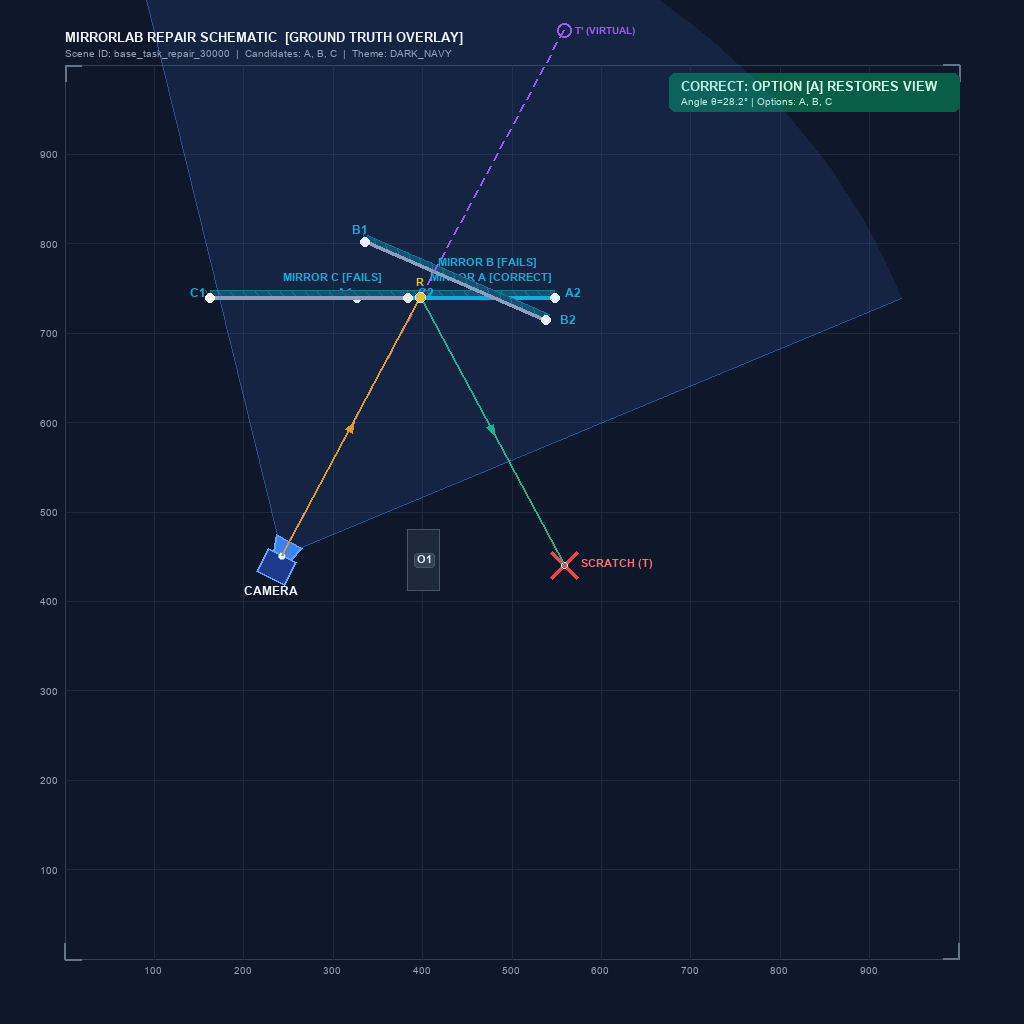 MIRRORLAB REPAIR SCHEMATIC [GROUND TRUTH OVERLAY]
Scene ID: base_task_repair_30000 | Candidates: A, B, C | Theme: DARK_NAVY
T' (VIRTUAL)
CORRECT: OPTION [A] RESTORES VIEW
Angle θ=28.2° | Options: A, B, C
900
B1
800
MIRROR B [FAILS]
MIRROR C [FAILS]
MIRROR A [CORRECT]
R
C1
A2
B2
700
600
500
O1
SCRATCH (T)
CAMERA
400
300
200
100
100 200 300 400 500 600 700 800 900